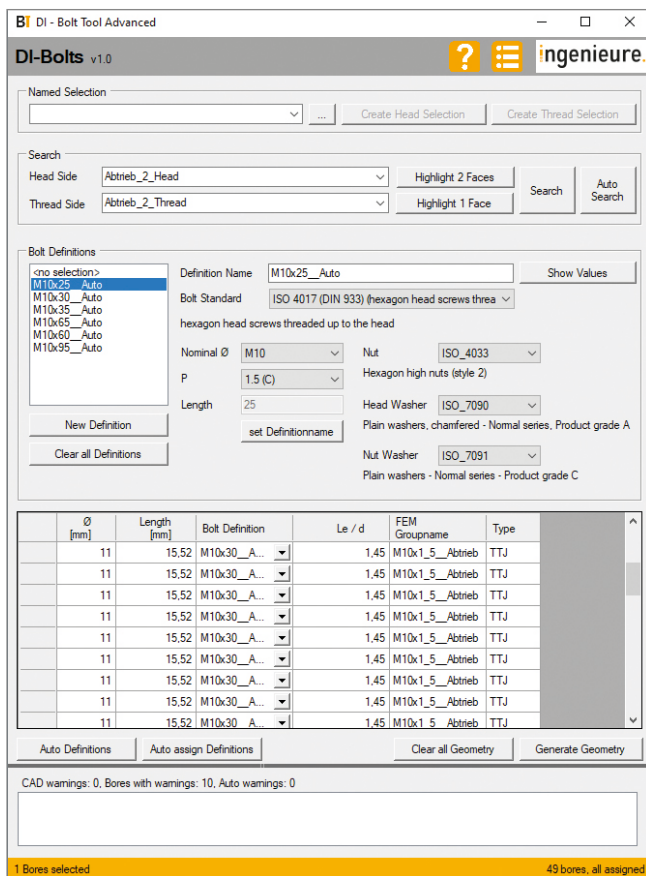 BI DI - Bolt Tool Advanced
DI-Bolts v1.0 ? ingenieure.
Named Selection
... Create Head Selection Create Thread Selection
Search
Head Side Abtrieb_2_Head Highlight 2 Faces
Search Auto Search
Thread Side Abtrieb_2_Thread Highlight 1 Face
Bolt Definitions
<no selection>
M10x25__Auto
M10x30__Auto
M10x35__Auto
M10x65__Auto
M10x60__Auto
M10x95__Auto
New Definition
Clear all Definitions
Definition Name M10x25__Auto Show Values
Bolt Standard ISO 4017 (DIN 933) (hexagon head screws threa
hexagon head screws threaded up to the head
Nominal Ø M10 Nut ISO_4033
Hexagon high nuts (style 2)
P 1.5 (C)
Length 25 Head Washer ISO_7090
set Definitionname Plain washers, chamfered - Normal series, Product grade A
Nut Washer ISO_7091
Plain washers - Normal series - Product grade C
Ø [mm] Length [mm] Bolt Definition Le / d FEM Groupname Type
11 15,52 M10x30__A... 1,45 M10x1_5__Abtrieb TTJ
11 15,52 M10x30__A... 1,45 M10x1_5__Abtrieb TTJ
11 15,52 M10x30__A... 1,45 M10x1_5__Abtrieb TTJ
11 15,52 M10x30__A... 1,45 M10x1_5__Abtrieb TTJ
11 15,52 M10x30__A... 1,45 M10x1_5__Abtrieb TTJ
11 15,52 M10x30__A... 1,45 M10x1_5__Abtrieb TTJ
11 15,52 M10x30__A... 1,45 M10x1_5__Abtrieb TTJ
11 15,52 M10x30__A... 1,45 M10x1_5__Abtrieb TTJ
11 15,52 M10x30__A... 1,45 M10x1_5__Abtrieb TTJ
Auto Definitions Auto assign Definitions Clear all Geometry Generate Geometry
CAD warnings: 0, Bores with warnings: 10, Auto warnings: 0
1 Bores selected 49 bores, all assigned